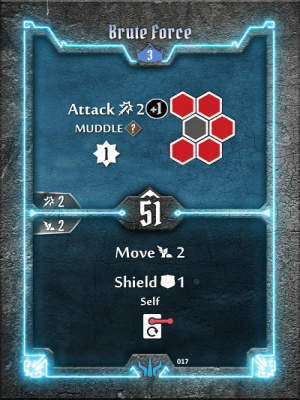 Brute Force
3
Attack 2 +1
MUDDLE ?
1
2
51
2
Move 2
Shield 1
Self
017